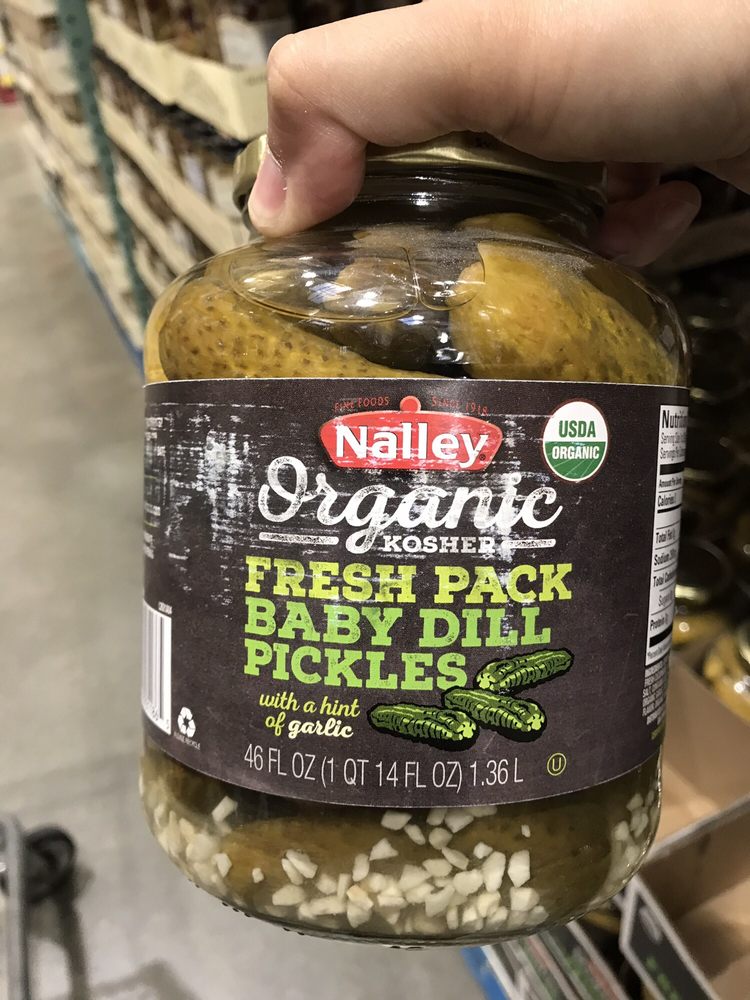 FINE FOODS SINCE 1918
Nalley
USDA
ORGANIC
Organic
KOSHER
FRESH PACK
BABY DILL
PICKLES
with a hint
of garlic
46 FL OZ (1 QT 14 FL OZ) 1.36 L
U